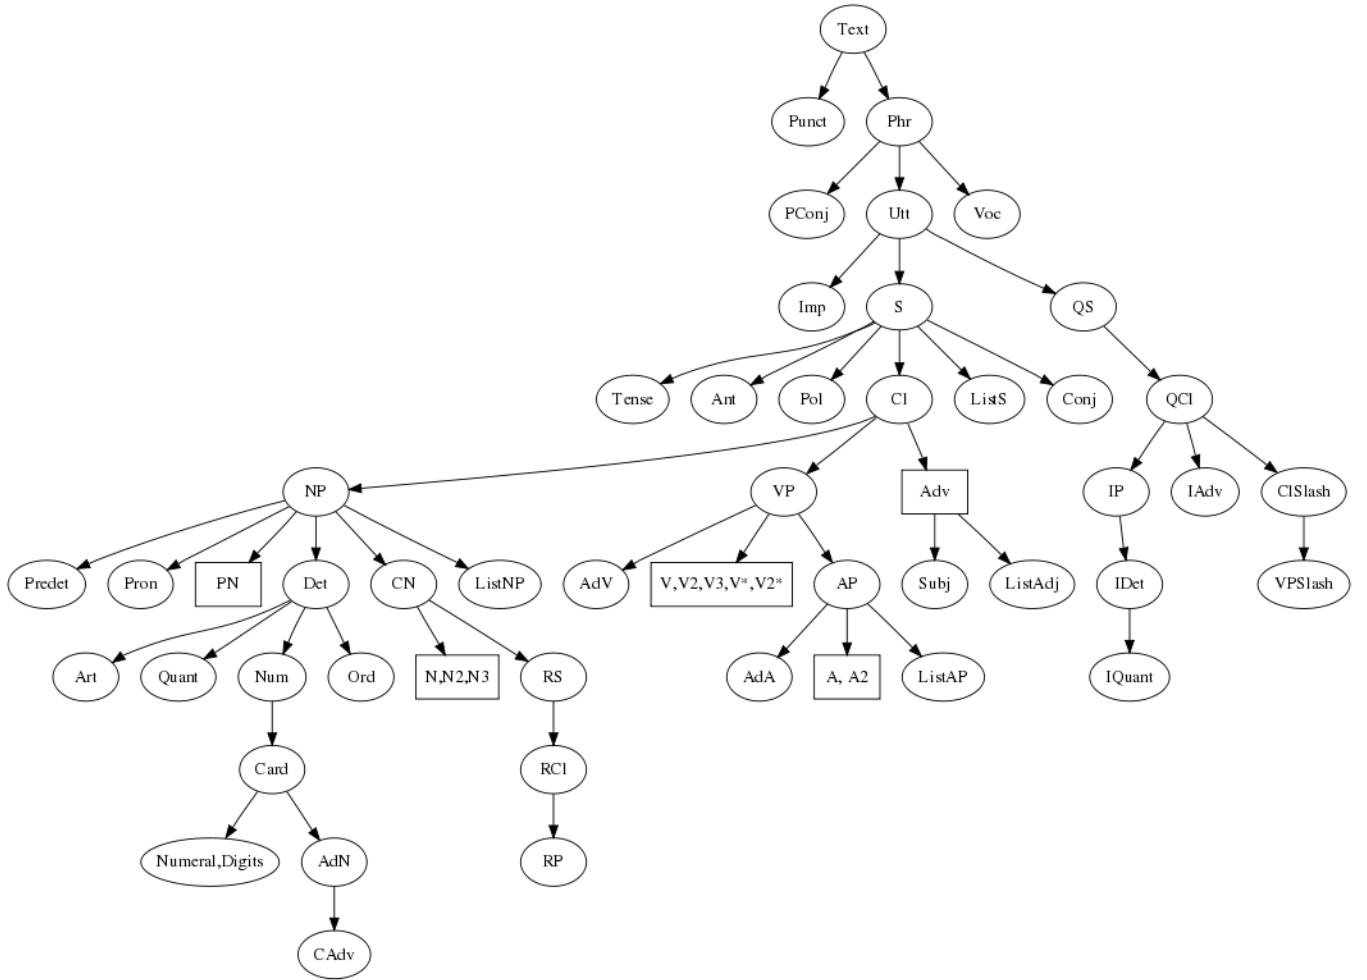 Text
Punct
Phr
PConj
Utt
Voc
Imp
S
QS
Tense
Ant
Pol
Cl
ListS
Conj
QCl
NP
VP
Adv
IP
IAdv
ClSlash
Predet
Pron
PN
Det
CN
ListNP
AdV
V,V2,V3,V*,V2*
AP
Subj
ListAdj
IDet
VPSlash
Art
Quant
Num
Ord
N,N2,N3
RS
AdA
A, A2
ListAP
IQuant
Card
RCl
Numeral,Digits
AdN
RP
CAdv